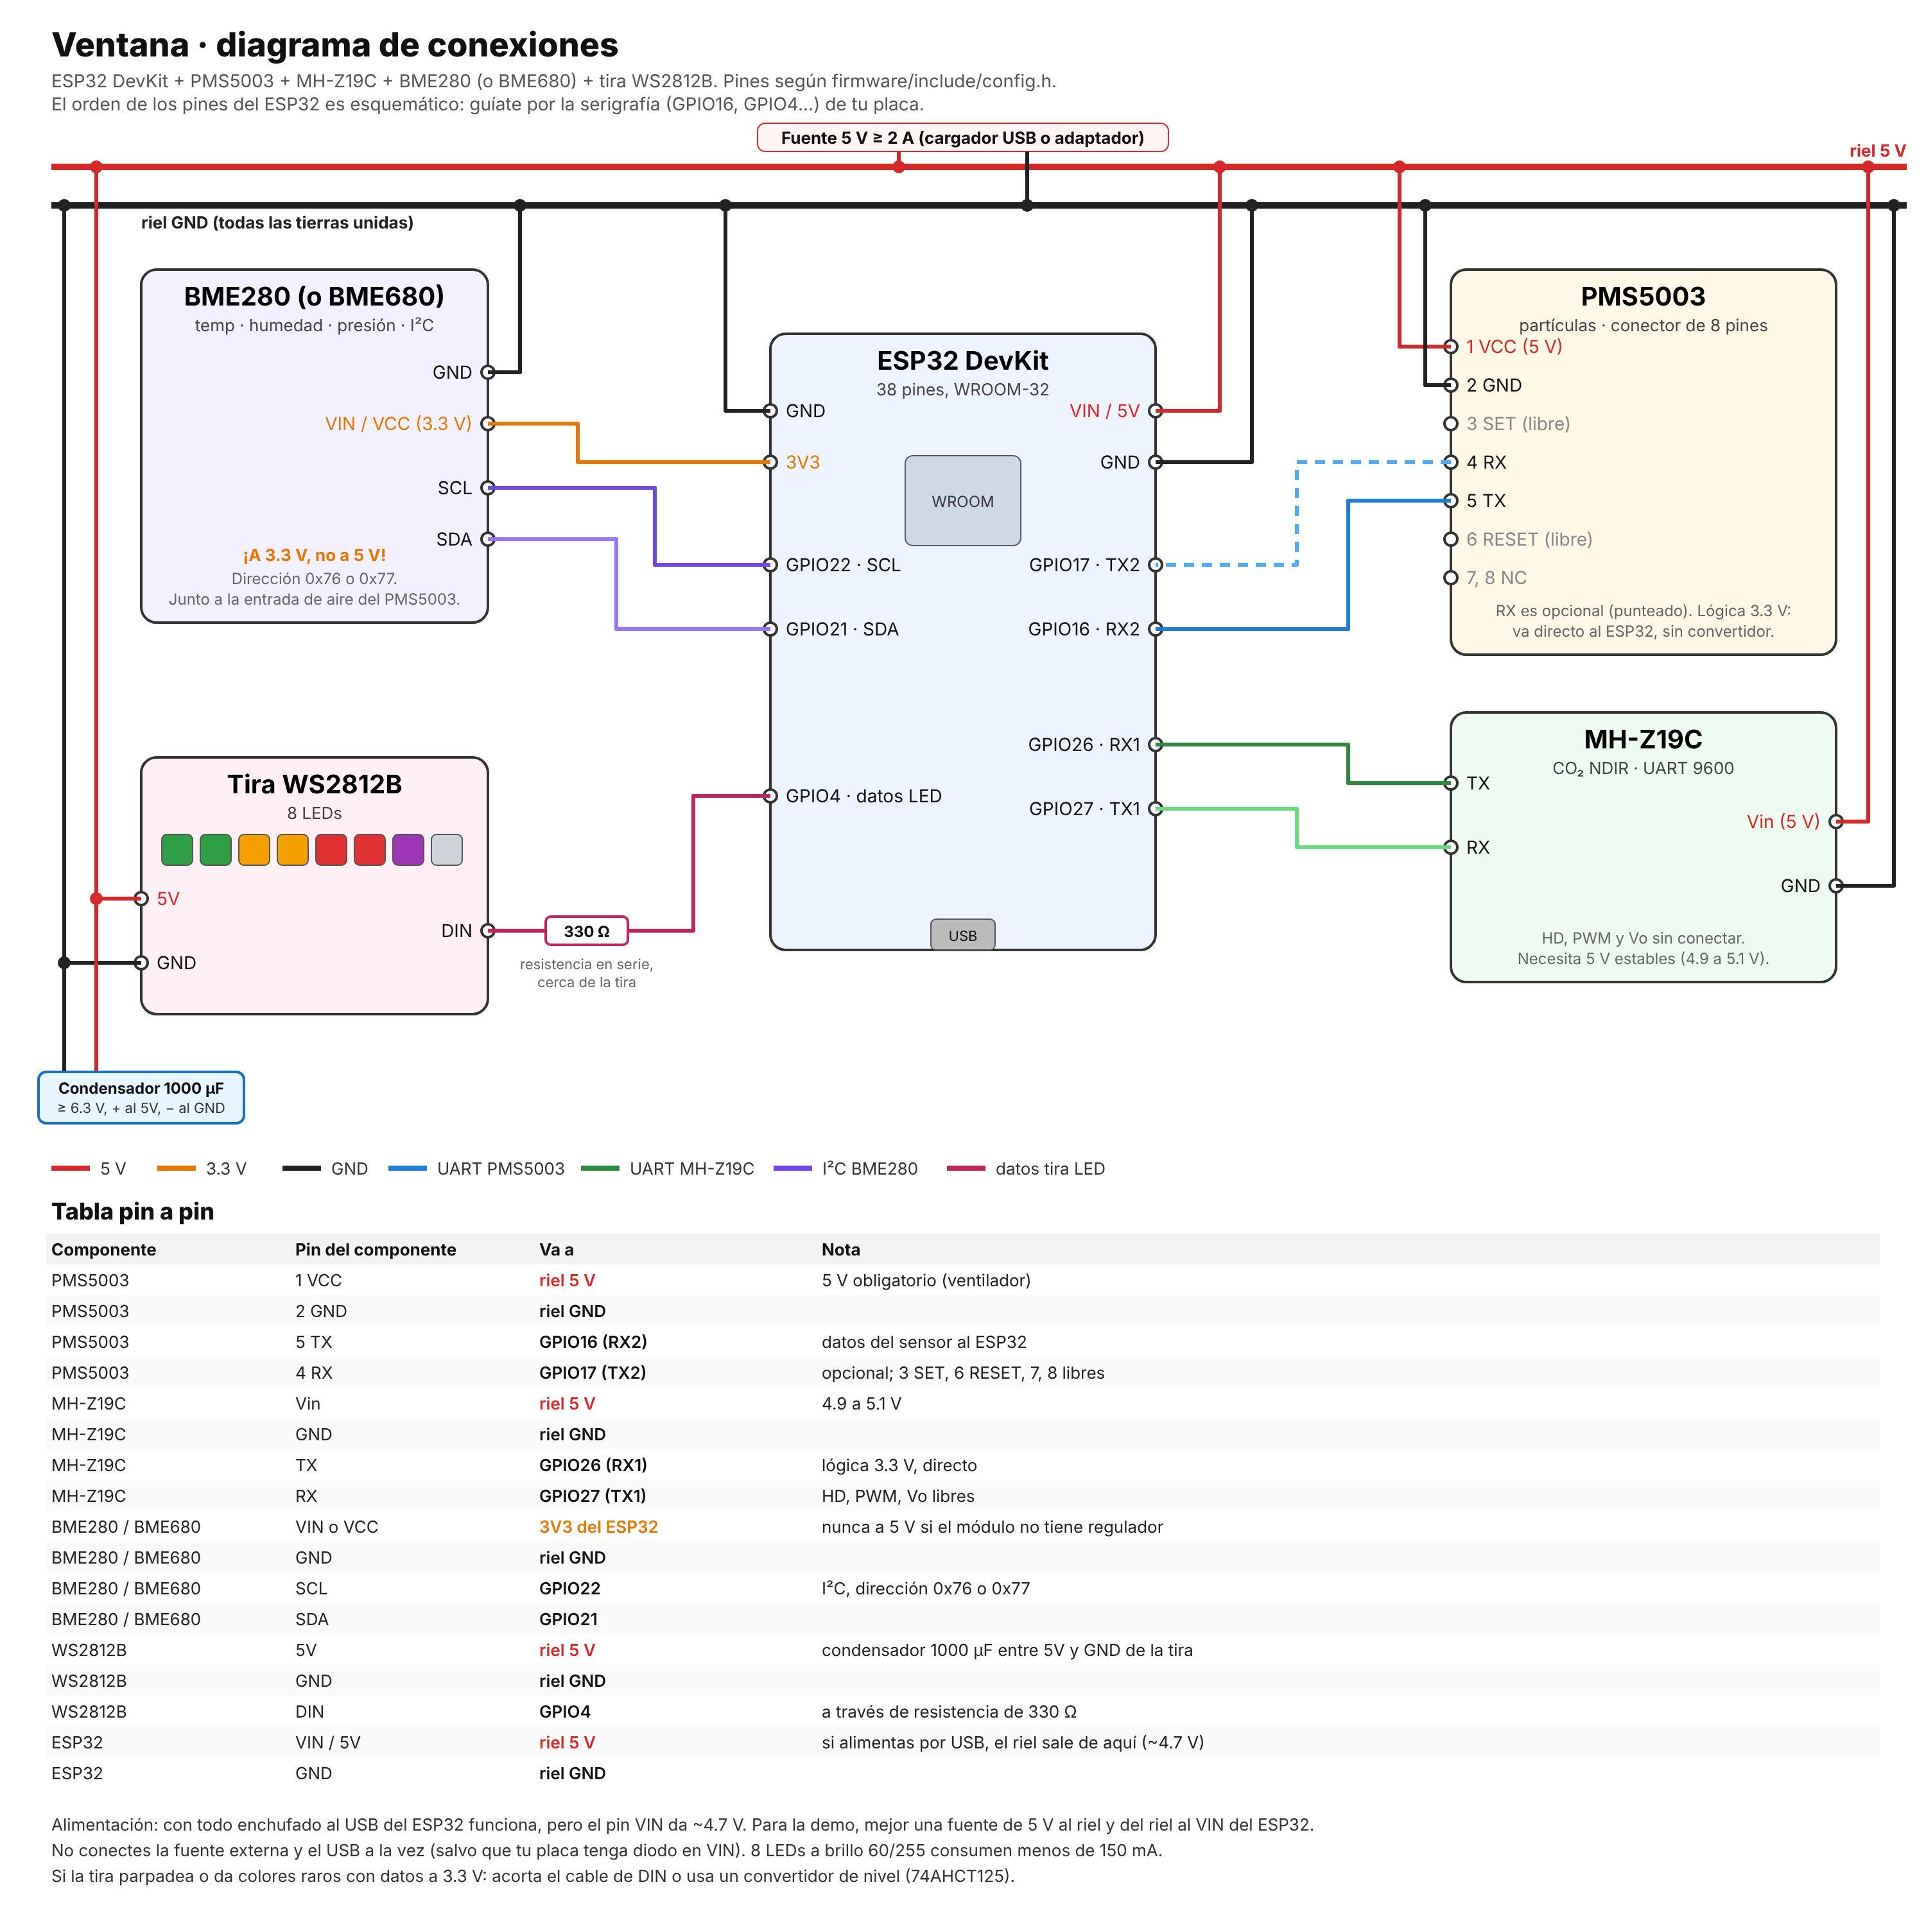 Ventana · diagrama de conexiones
ESP32 DevKit + PMS5003 + MH-Z19C + BME280 (o BME680) + tira WS2812B. Pines según firmware/include/config.h.
El orden de los pines del ESP32 es esquemático: guíate por la serigrafía (GPIO16, GPIO4...) de tu placa.
Fuente 5 V ≥ 2 A (cargador USB o adaptador)
riel 5 V
riel GND (todas las tierras unidas)
BME280 (o BME680)
temp · humedad · presión · I²C
GND
VIN / VCC (3.3 V)
SCL
SDA
¡A 3.3 V, no a 5 V!
Dirección 0x76 o 0x77.
Junto a la entrada de aire del PMS5003.
ESP32 DevKit
38 pines, WROOM-32
GND
VIN / 5V
3V3
GND
WROOM
GPIO22 · SCL
GPIO17 · TX2
GPIO21 · SDA
GPIO16 · RX2
GPIO26 · RX1
GPIO4 · datos LED
GPIO27 · TX1
USB
PMS5003
partículas · conector de 8 pines
1 VCC (5 V)
2 GND
3 SET (libre)
4 RX
5 TX
6 RESET (libre)
7, 8 NC
RX es opcional (punteado). Lógica 3.3 V:
va directo al ESP32, sin convertidor.
MH-Z19C
CO₂ NDIR · UART 9600
TX
Vin (5 V)
RX
GND
HD, PWM y Vo sin conectar.
Necesita 5 V estables (4.9 a 5.1 V).
Tira WS2812B
8 LEDs
5V
DIN
GND
330 Ω
resistencia en serie,
cerca de la tira
Condensador 1000 µF
≥ 6.3 V, + al 5V, − al GND
5 V
3.3 V
GND
UART PMS5003
UART MH-Z19C
I²C BME280
datos tira LED
Tabla pin a pin
Componente Pin del componente Va a Nota
PMS5003 1 VCC riel 5 V 5 V obligatorio (ventilador)
PMS5003 2 GND riel GND
PMS5003 5 TX GPIO16 (RX2) datos del sensor al ESP32
PMS5003 4 RX GPIO17 (TX2) opcional; 3 SET, 6 RESET, 7, 8 libres
MH-Z19C Vin riel 5 V 4.9 a 5.1 V
MH-Z19C GND riel GND
MH-Z19C TX GPIO26 (RX1) lógica 3.3 V, directo
MH-Z19C RX GPIO27 (TX1) HD, PWM, Vo libres
BME280 / BME680 VIN o VCC 3V3 del ESP32 nunca a 5 V si el módulo no tiene regulador
BME280 / BME680 GND riel GND
BME280 / BME680 SCL GPIO22 I²C, dirección 0x76 o 0x77
BME280 / BME680 SDA GPIO21
WS2812B 5V riel 5 V condensador 1000 µF entre 5V y GND de la tira
WS2812B GND riel GND
WS2812B DIN GPIO4 a través de resistencia de 330 Ω
ESP32 VIN / 5V riel 5 V si alimentas por USB, el riel sale de aquí (~4.7 V)
ESP32 GND riel GND
Alimentación: con todo enchufado al USB del ESP32 funciona, pero el pin VIN da ~4.7 V. Para la demo, mejor una fuente de 5 V al riel y del riel al VIN del ESP32.
No conectes la fuente externa y el USB a la vez (salvo que tu placa tenga diodo en VIN). 8 LEDs a brillo 60/255 consumen menos de 150 mA.
Si la tira parpadea o da colores raros con datos a 3.3 V: acorta el cable de DIN o usa un convertidor de nivel (74AHCT125).